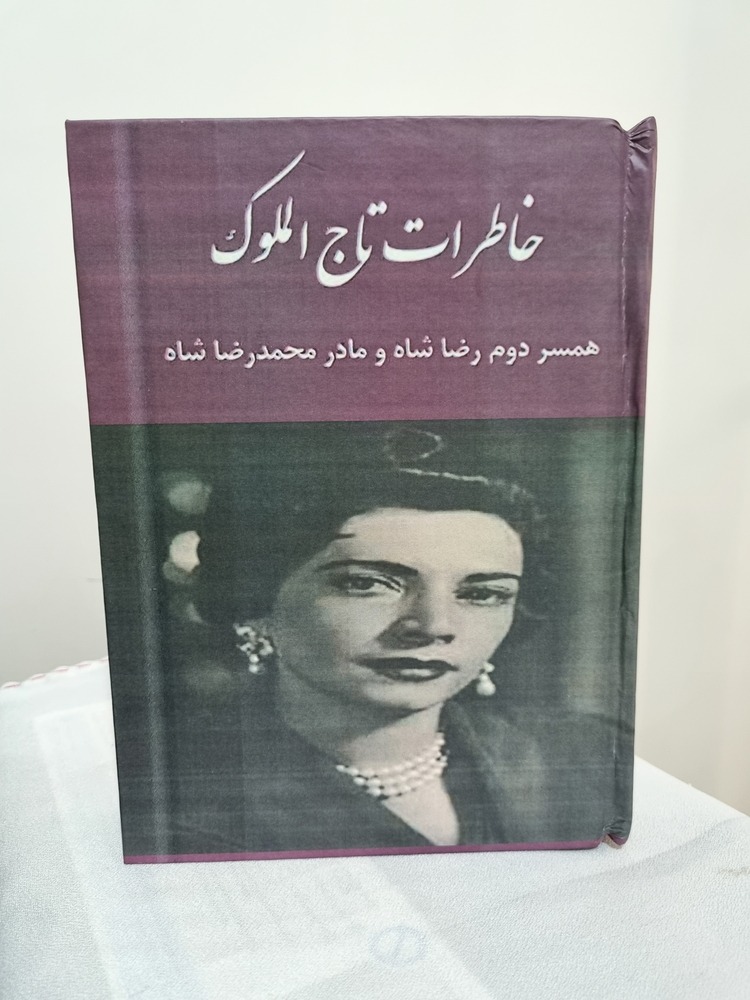 خاطرات تاج الملوک
همسر دوم رضا شاه و مادر محمدرضا شاه